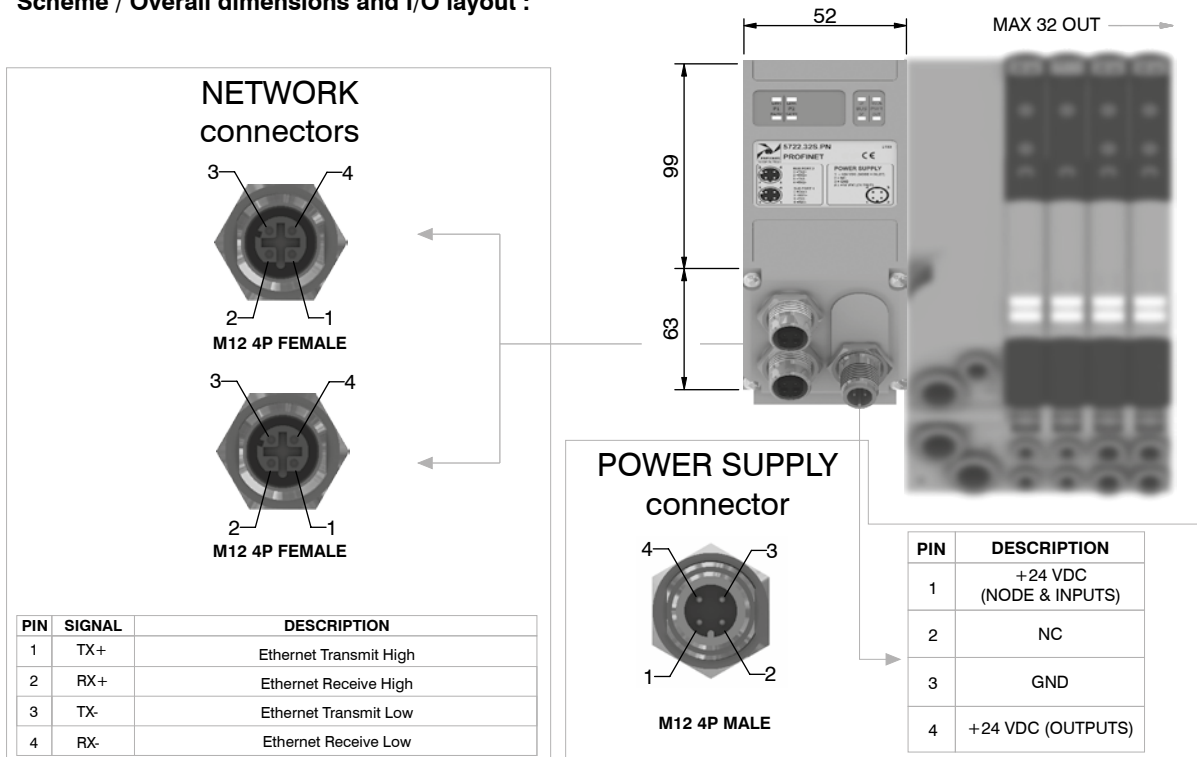 Scheme / Overall dimensions and I/O layout :
52
MAX 32 OUT
NETWORK
connectors
3
4
2
1
M12 4P FEMALE
3
4
2
1
M12 4P FEMALE
99
63
5722.32S.PN
PROFINET
CE
POWER SUPPLY
POWER SUPPLY
connector
4
3
1
2
M12 4P MALE
PIN SIGNAL DESCRIPTION
1 TX+ Ethernet Transmit High
2 RX+ Ethernet Receive High
3 TX- Ethernet Transmit Low
4 RX- Ethernet Receive Low
PIN DESCRIPTION
1 +24 VDC
(NODE & INPUTS)
2 NC
3 GND
4 +24 VDC (OUTPUTS)